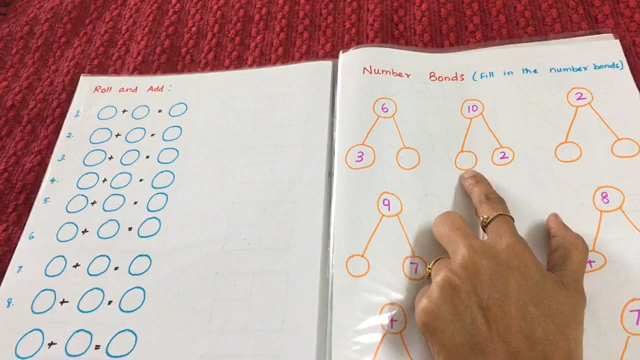 Roll and Add:
1. + =
2. + =
3. + =
4. + =
5. + =
6 + =
7. + =
8. + =
+ =
Number Bonds (fill in the number bonds)
6 10 2
3 2
9 8
7
7